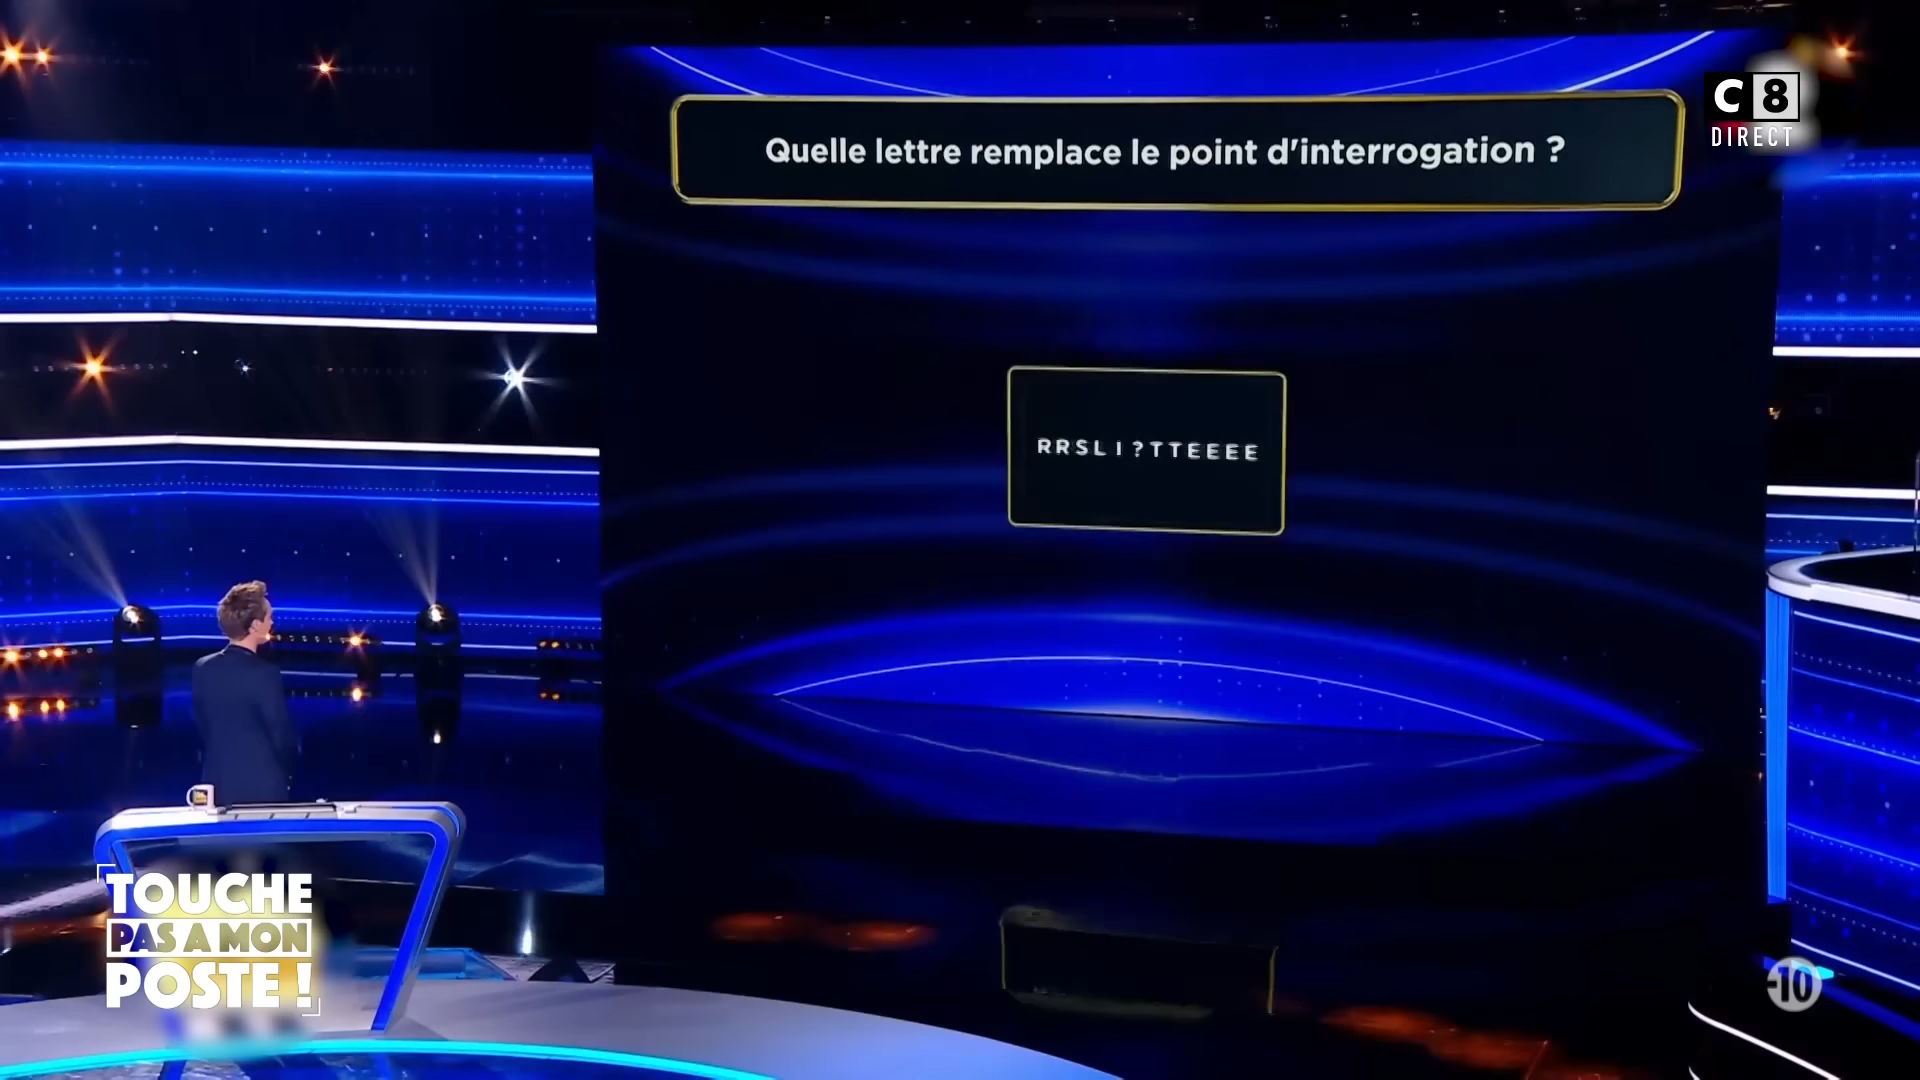 Quelle lettre remplace le point d'interrogation ?
C8
DIRECT
RRSLI?TTEEEE
TOUCHE
PAS A MON
POSTE !
-10